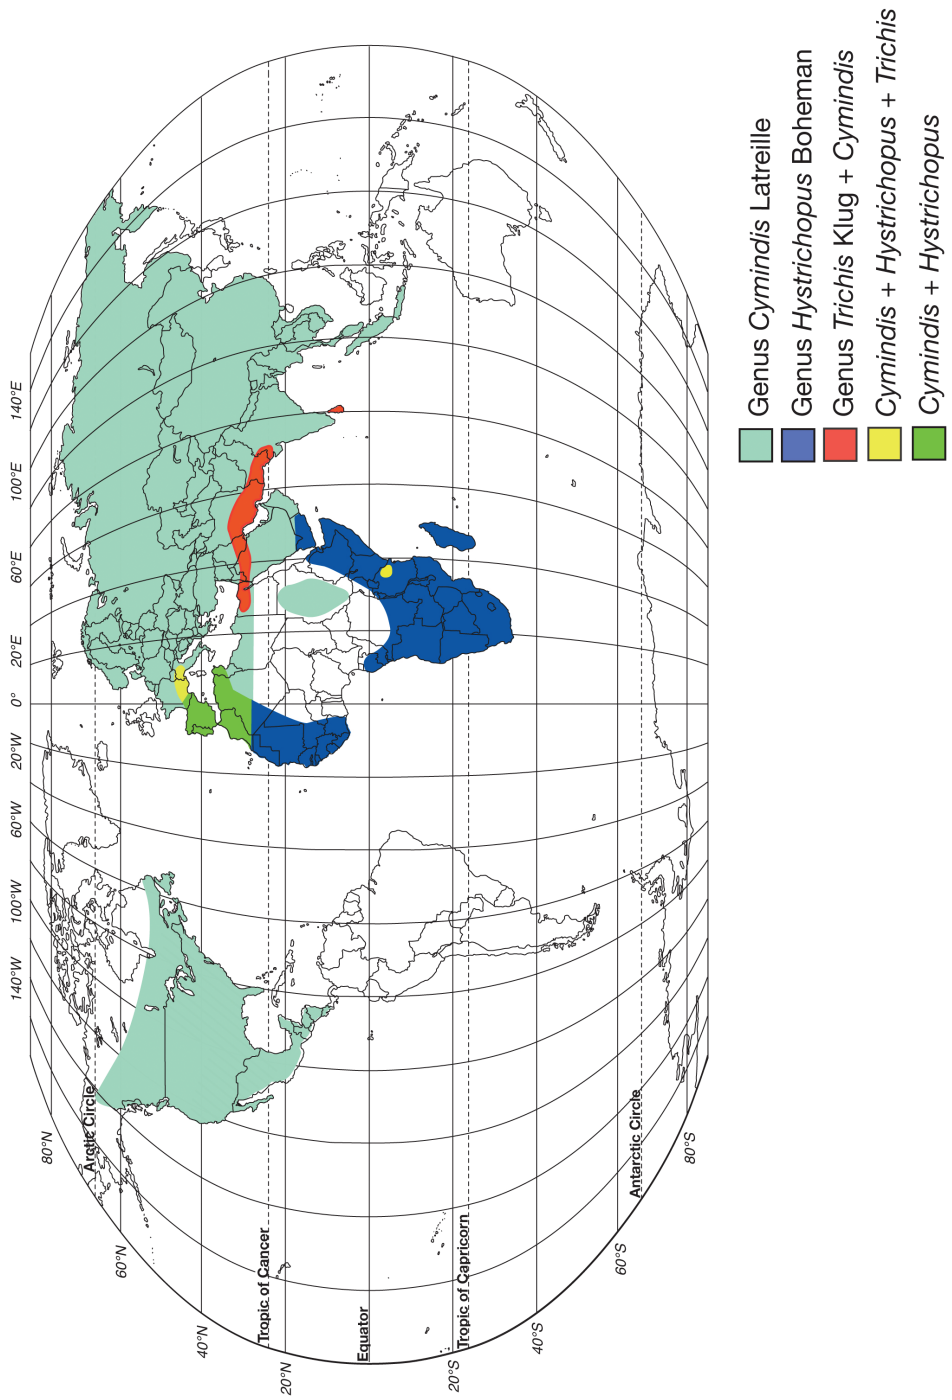 140°W
100°W
60°W
20°W
0°
20°E
60°E
100°E
140°E
80°N
Arctic Circle
60°N
40°N
Tropic of Cancer
20°N
Equator
20°S
Tropic of Capricorn
40°S
60°S
Antarctic Circle
80°S
Genus Cymindis Latreille
Genus Hystrichopus Boheman
Genus Trichis Klug + Cymindis
Cymindis + Hystrichopus + Trichis
Cymindis + Hystrichopus